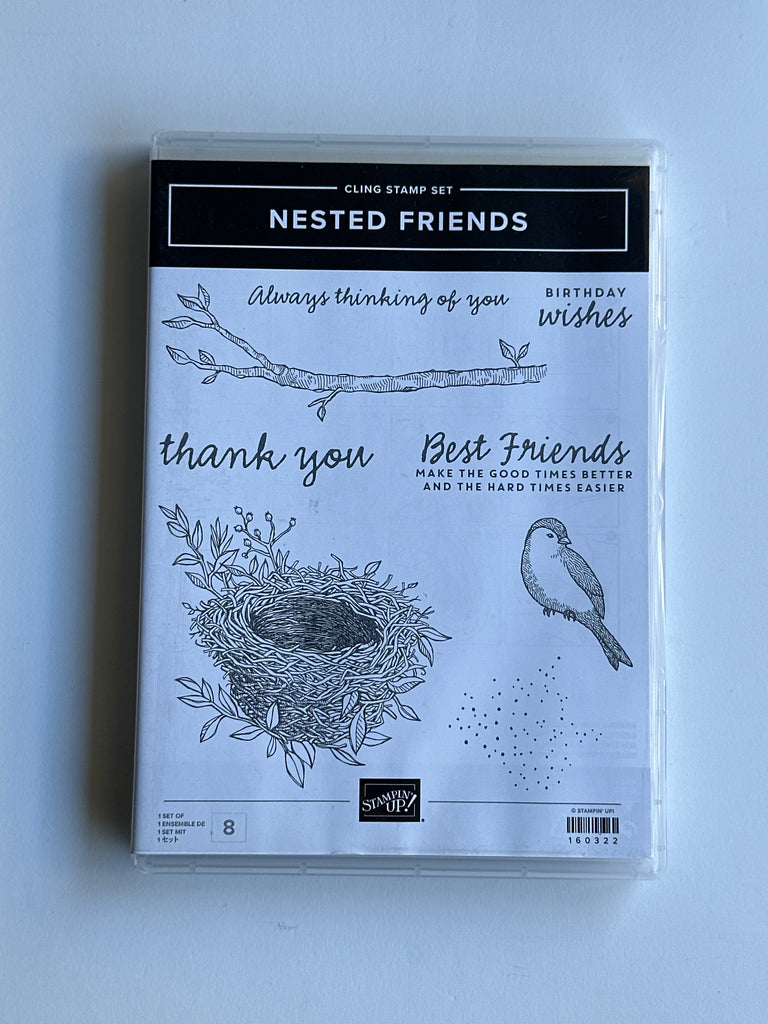 CLING STAMP SET
NESTED FRIENDS
Always thinking of you
BIRTHDAY
wishes
thank you
Best Friends
MAKE THE GOOD TIMES BETTER
AND THE HARD TIMES EASIER
STAMPIN'
UP!
1 SET OF
1 ENSEMBLE DE
1 SET MIT
1 セット
8
© STAMPIN' UP!
160322